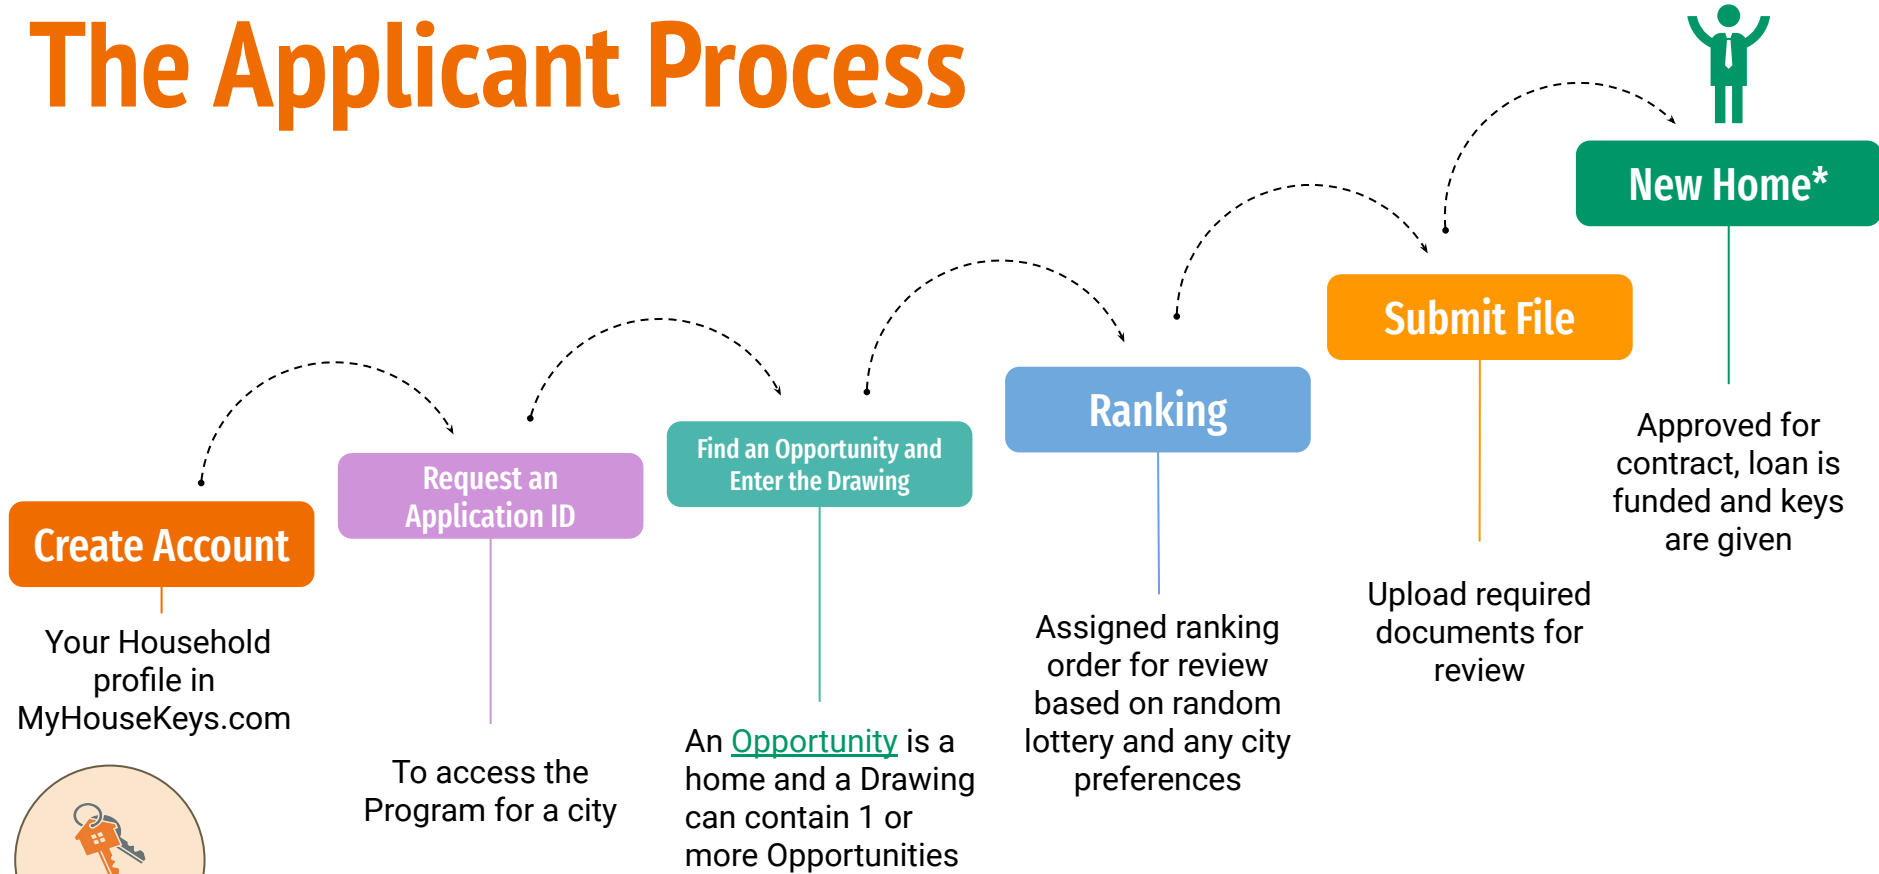 The Applicant Process
New Home*
Submit File
Ranking
Find an Opportunity and
Enter the Drawing
Request an
Application ID
Create Account
Your Household
profile in
MyHouseKeys.com
To access the
Program for a city
An Opportunity is a
home and a Drawing
can contain 1 or
more Opportunities
Assigned ranking
order for review
based on random
lottery and any city
preferences
Upload required
documents for
review
Approved for
contract, loan is
funded and keys
are given